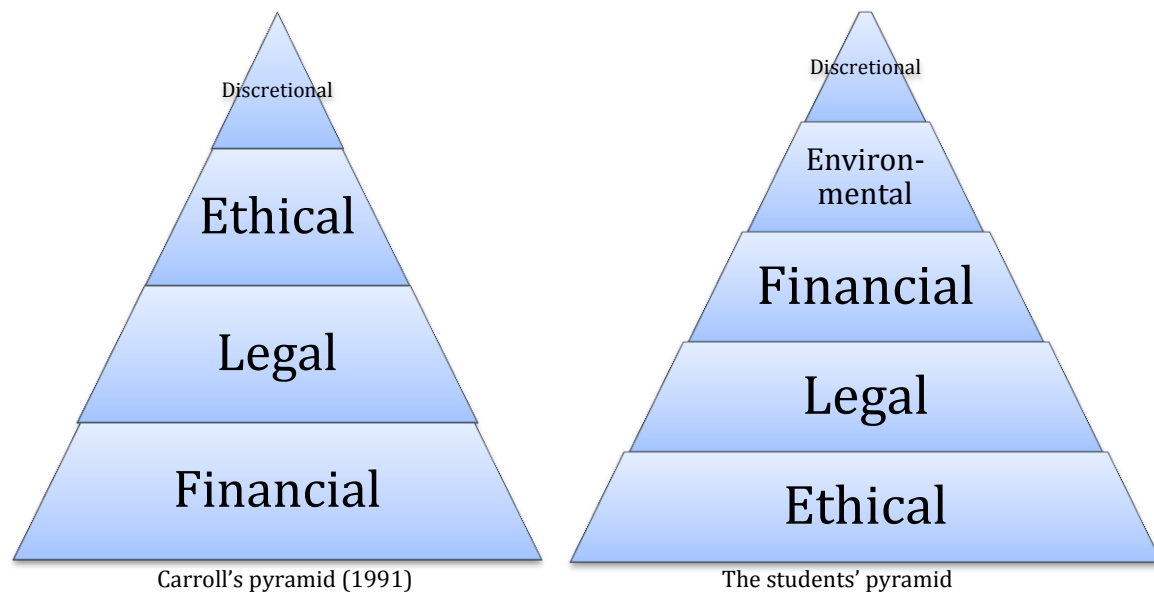 Discretional
Ethical
Legal
Financial
Carroll’s pyramid (1991)
Discretional
Environ-
mental
Financial
Legal
Ethical
The students’ pyramid